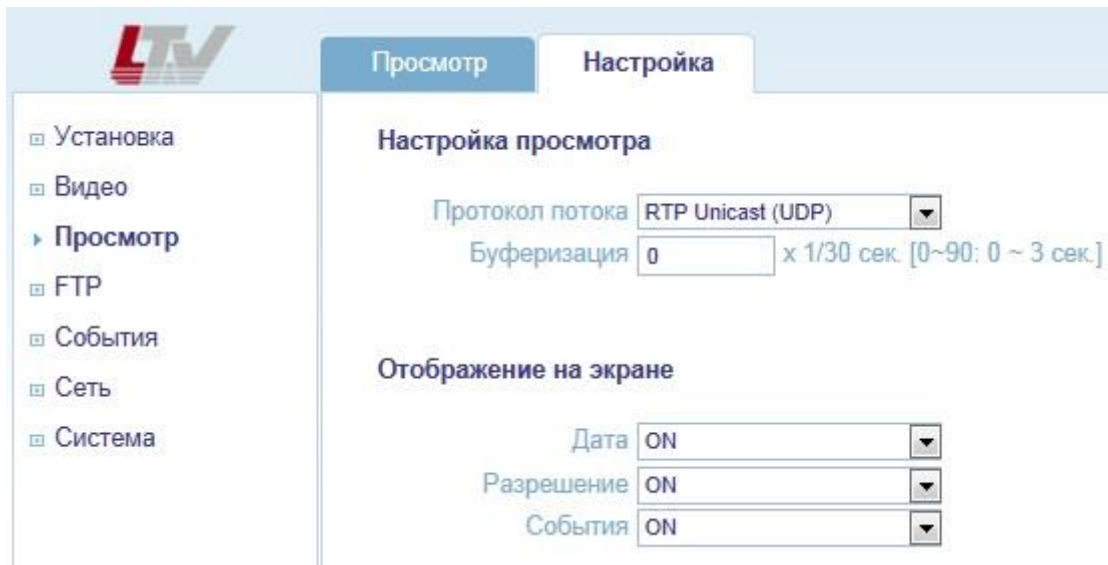 LTV
Просмотр
Настройка
Установка
Видео
Просмотр
FTP
События
Сеть
Система
Настройка просмотра
Протокол потока RTP Unicast (UDP)
Буферизация 0 x 1/30 сек. [0~90: 0 ~ 3 сек.]
Отображение на экране
Дата ON
Разрешение ON
События ON